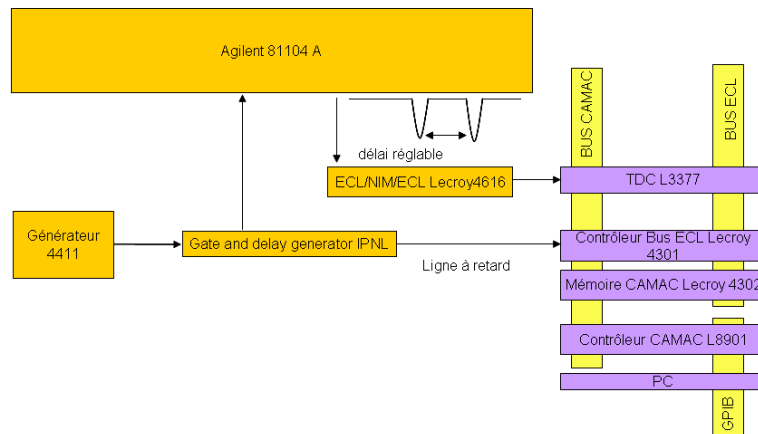 Agilent 81104 A
BUS CAMAC
BUS ECL
délai réglable
ECL/NIM/ECL Lecroy4616
TDC L3377
Générateur
4411
Gate and delay generator IPNL
Ligne à retard
Contrôleur Bus ECL Lecroy
4301
Mémoire CAMAC Lecroy 4302
Contrôleur CAMAC L8901
PC
GPIB